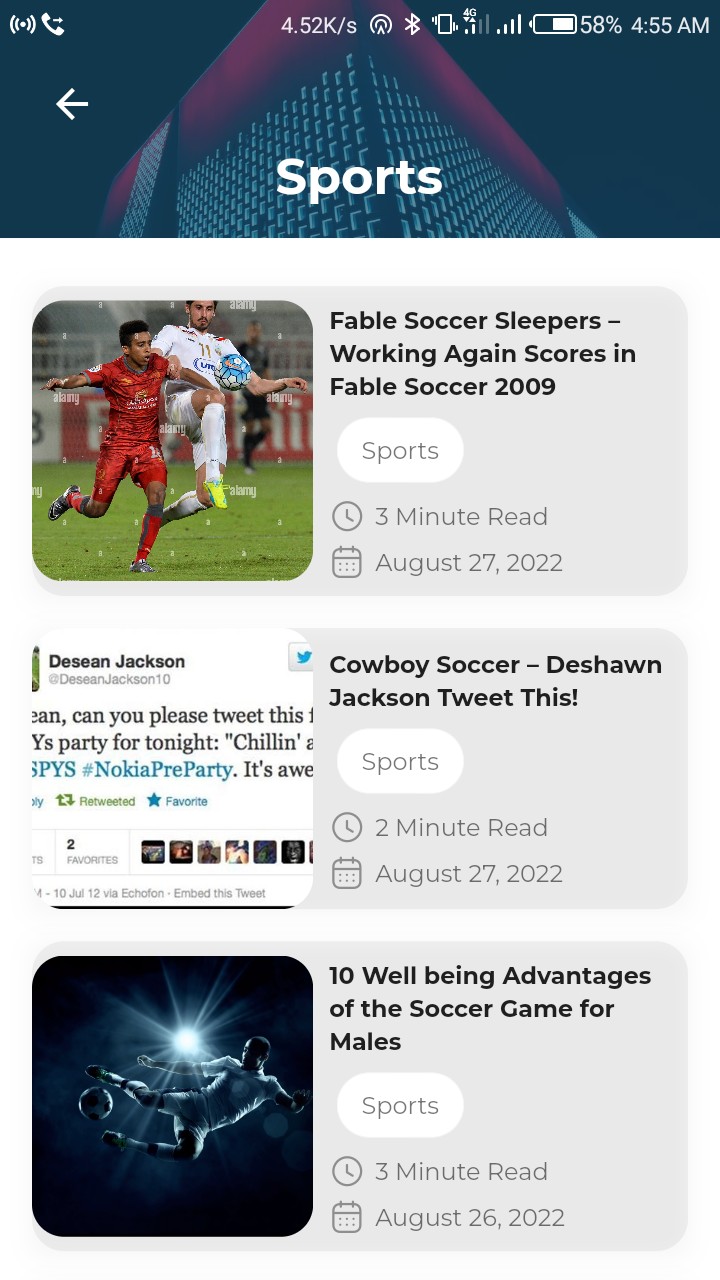 4.52K/s 4G 58% 4:55 AM
Sports
alamy
Fable Soccer Sleepers –
Working Again Scores in
Fable Soccer 2009
Sports
3 Minute Read
August 27, 2022
Desean Jackson
@DeseanJackson10
ean, can you please tweet this f
Ys party for tonight: "Chillin' a
SPYS #NokiaPreParty. It's awe
ply Retweeted Favorite
TS 2 FAVORITES
M - 10 Jul 12 via Echofon · Embed this Tweet
Cowboy Soccer – Deshawn
Jackson Tweet This!
Sports
2 Minute Read
August 27, 2022
10 Well being Advantages
of the Soccer Game for
Males
Sports
3 Minute Read
August 26, 2022